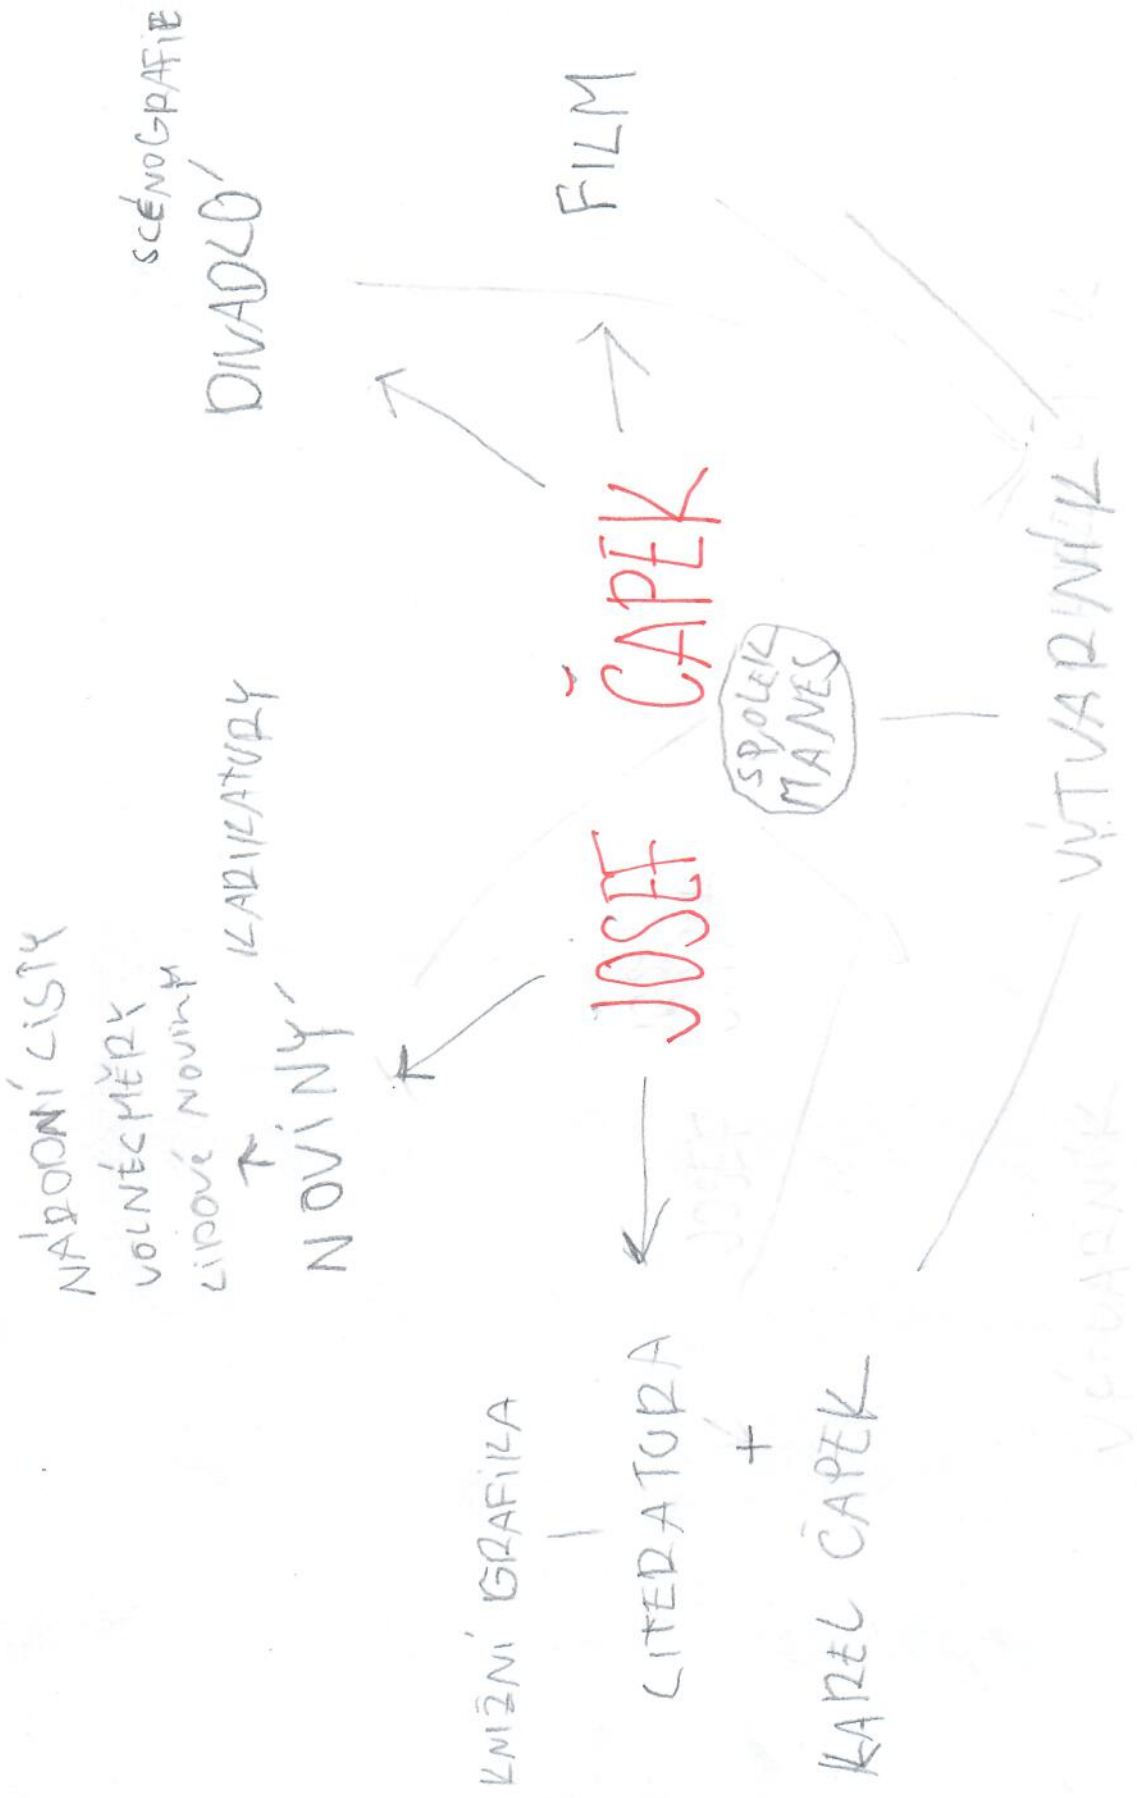 NÁRODNÍ LISTY
VOLNÉ SMĚRY
LIDOVÉ NOVINY
KARIKATURY
NOVINY
SCÉNOGRAFIE
DIVADLO
KNIŽNÍ GRAFIKA
LITERATURA
+
KAREL ČAPEK
JOSEF ČAPEK
FILM
SPOLEK
MÁNES
VÝTVARNÍK